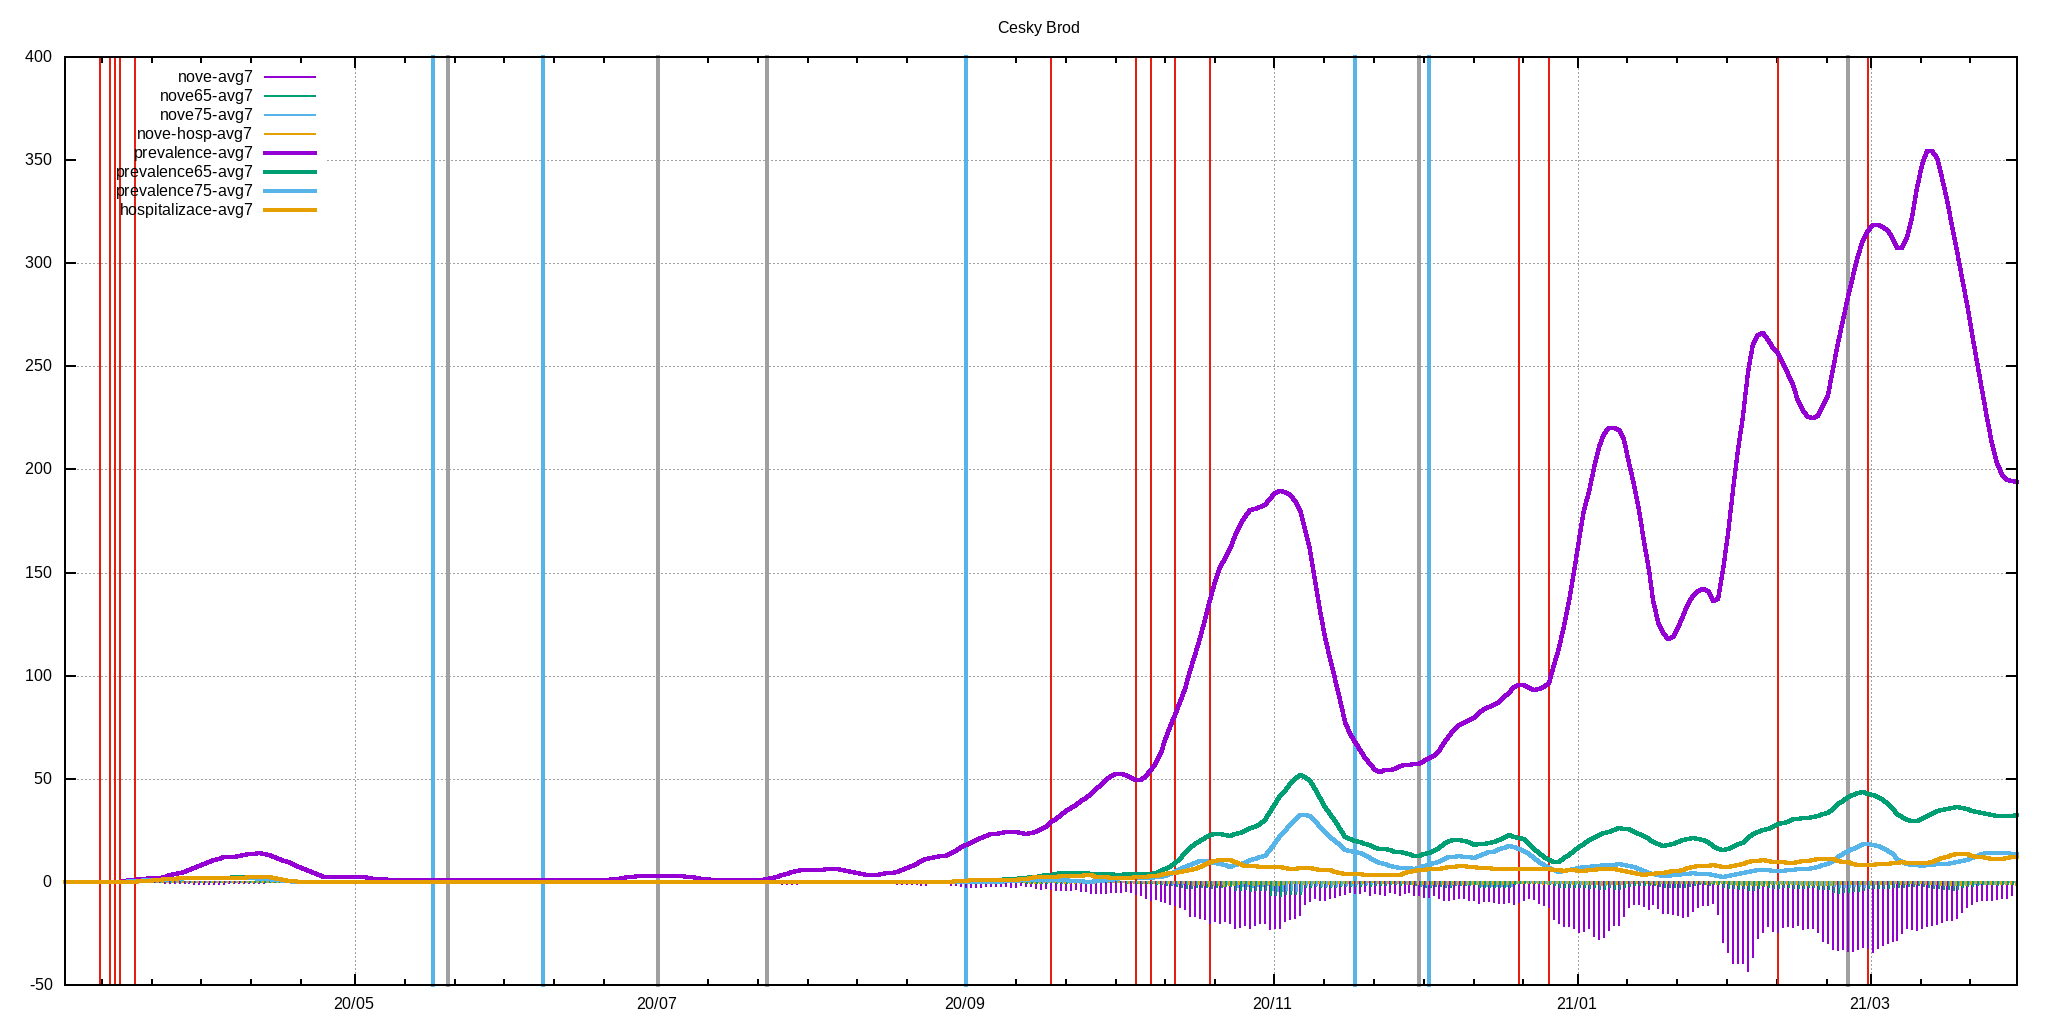 Cesky Brod
400
350
300
250
200
150
100
50
0
-50
nove-avg7
nove65-avg7
nove75-avg7
nove-hosp-avg7
prevalence-avg7
prevalence65-avg7
prevalence75-avg7
hospitalizace-avg7
20/05 20/07 20/09 20/11 21/01 21/03